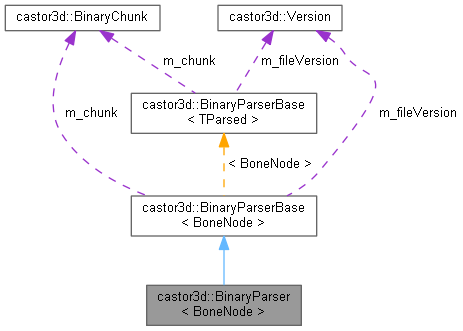 castor3d::BinaryChunk
castor3d::Version
m_chunk
m_fileVersion
m_chunk
castor3d::BinaryParserBase
< TParsed >
m_fileVersion
< BoneNode >
castor3d::BinaryParserBase
< BoneNode >
castor3d::BinaryParser
< BoneNode >